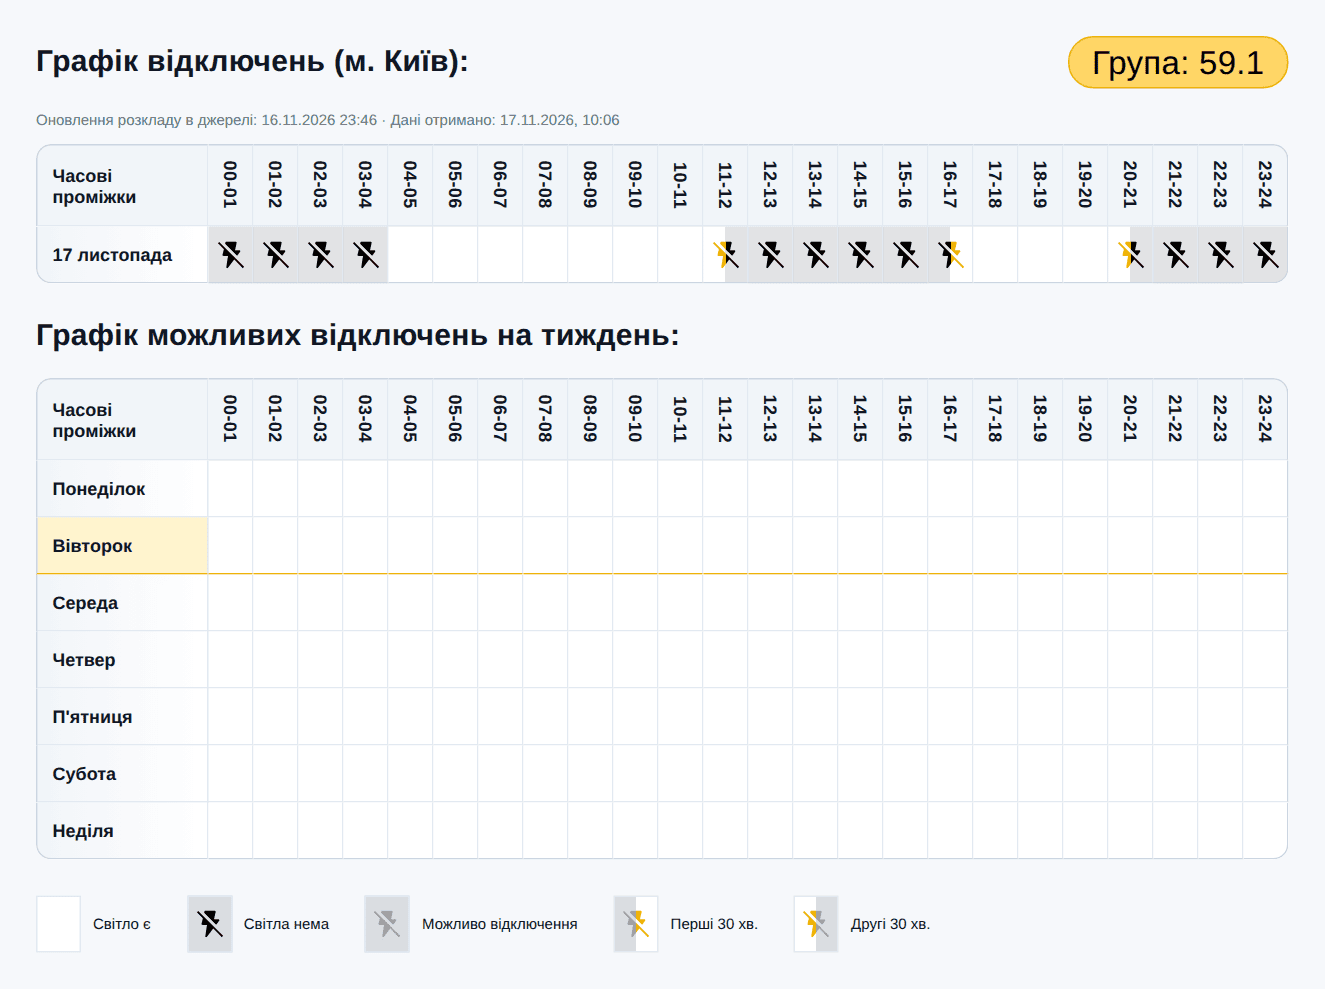 Графік відключень (м. Київ):
Група: 59.1
Оновлення розкладу в джерелі: 16.11.2026 23:46 · Дані отримано: 17.11.2026, 10:06
Часові проміжки 00-01 01-02 02-03 03-04 04-05 05-06 06-07 07-08 08-09 09-10 10-11 11-12 12-13 13-14 14-15 15-16 16-17 17-18 18-19 19-20 20-21 21-22 22-23 23-24
17 листопада
Графік можливих відключень на тиждень:
Часові проміжки 00-01 01-02 02-03 03-04 04-05 05-06 06-07 07-08 08-09 09-10 10-11 11-12 12-13 13-14 14-15 15-16 16-17 17-18 18-19 19-20 20-21 21-22 22-23 23-24
Понеділок
Вівторок
Середа
Четвер
П'ятниця
Субота
Неділя
Світло є Світла нема Можливо відключення Перші 30 хв. Другі 30 хв.